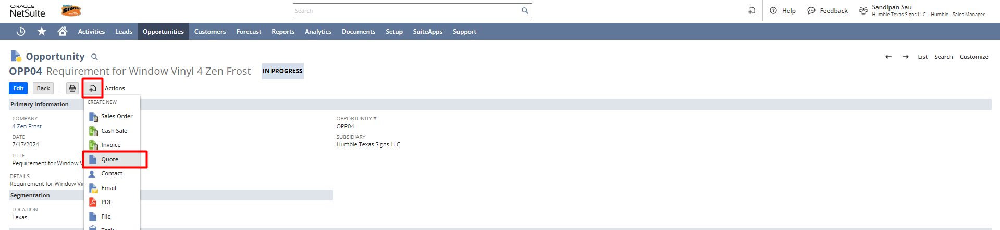 ORACLE
NetSuite
SIGNS
Search
Help
Feedback
Sandipan Sau
Humble Texas Signs LLC - Humble - Sales Manager
Activities Leads Opportunities Customers Forecast Reports Analytics Documents Setup SuiteApps Support
Opportunity
List Search Customize
OPP04 Requirement for Window Vinyl 4 Zen Frost IN PROGRESS
Edit Back Actions
CREATE NEW
Sales Order
Cash Sale
Invoice
Quote
Contact
Email
PDF
File
Task
Primary Information
COMPANY
4 Zen Frost
DATE
7/17/2024
TITLE
Requirement for Window V
DETAILS
Requirement for Window Vin
OPPORTUNITY #
OPP04
SUBSIDIARY
Humble Texas Signs LLC
Segmentation
LOCATION
Texas